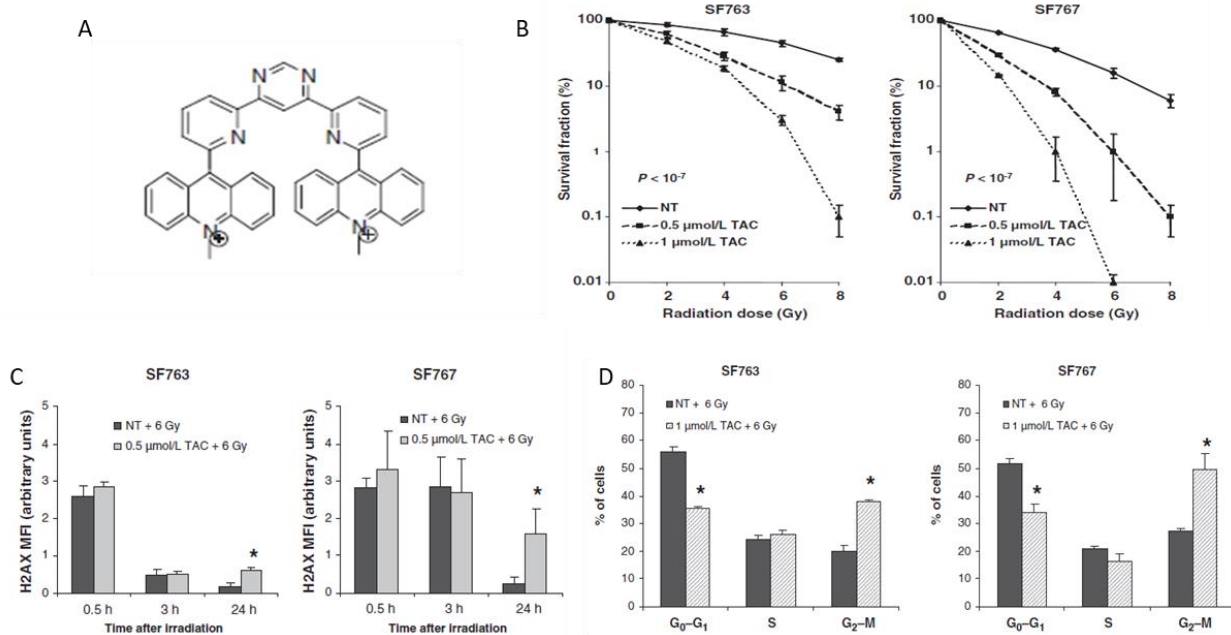 A
N
N
N
N
N
+
N
+
B
SF763
100
10
1
0.1
0.01
Survival fraction (%)
P < 10-7
NT
0.5 µmol/L TAC
1 µmol/L TAC
0
2
4
6
8
Radiation dose (Gy)
SF767
100
10
1
0.1
0.01
Survival fraction (%)
P < 10-7
NT
0.5 µmol/L TAC
1 µmol/L TAC
0
2
4
6
8
Radiation dose (Gy)
C
SF763
H2AX MFI (arbitrary units)
5
4
3
2
1
0
NT + 6 Gy
0.5 µmol/L TAC + 6 Gy
*
0.5 h
3 h
24 h
Time after irradiation
SF767
H2AX MFI (arbitrary units)
5
4
3
2
1
0
NT + 6 Gy
0.5 µmol/L TAC + 6 Gy
*
0.5 h
3 h
24 h
Time after irradiation
D
SF763
% of cells
80
70
60
50
40
30
20
10
0
NT + 6 Gy
1 µmol/L TAC + 6 Gy
*
*
G0–G1
S
G2–M
SF767
% of cells
80
70
60
50
40
30
20
10
0
NT + 6 Gy
1 µmol/L TAC + 6 Gy
*
*
G0–G1
S
G2–M